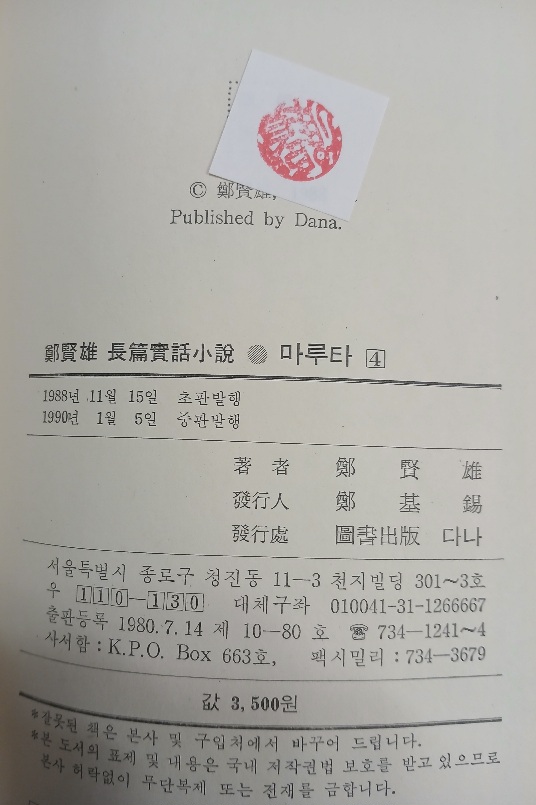 © 鄭賢雄,
Published by Dana.
鄭賢雄 長篇實話小說 마루타 4
1988년 11월 15일 초판발행
1990년 1월 5일 중판발행
著者 鄭賢雄
發行人 鄭基錫
發行處 圖書出版 다나
서울특별시 종로구 청진동 11-3 천지빌딩 301~3호
우 110-130 대체구좌 010041-31-1266667
출판등록 1980.7.14 제 10-80 호 ☎ 734-1241~4
사서함 : K.P.O. Box 663호, 팩시밀리 : 734-3679
값 3,500원
*잘못된 책은 본사 및 구입처에서 바꾸어 드립니다.
*본 도서의 표제 및 내용은 국내 저작권법 보호를 받고 있으므로
본사 허락없이 무단복제 또는 전재를 금합니다.